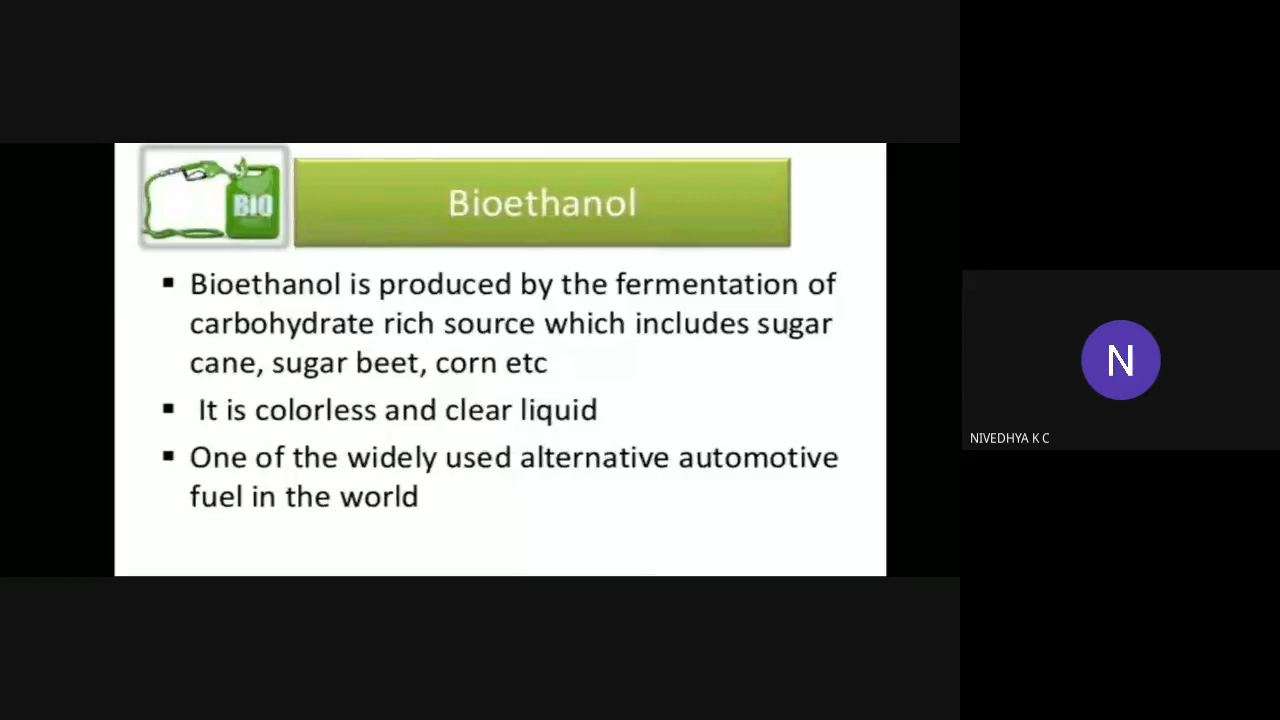 BIO
Bioethanol
▪ Bioethanol is produced by the fermentation of
carbohydrate rich source which includes sugar
cane, sugar beet, corn etc
▪ It is colorless and clear liquid
▪ One of the widely used alternative automotive
fuel in the world
N
NIVEDHYA K C